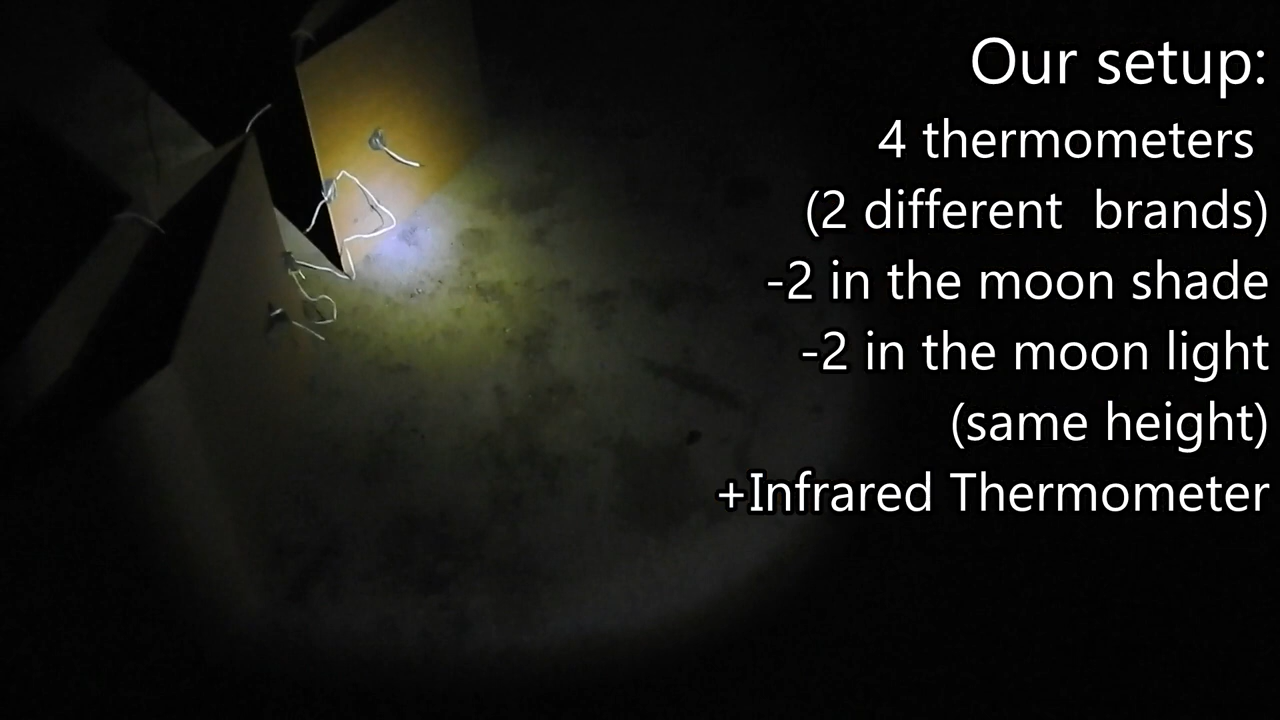 Our setup:
4 thermometers
(2 different brands)
-2 in the moon shade
-2 in the moon light
(same height)
+Infrared Thermometer